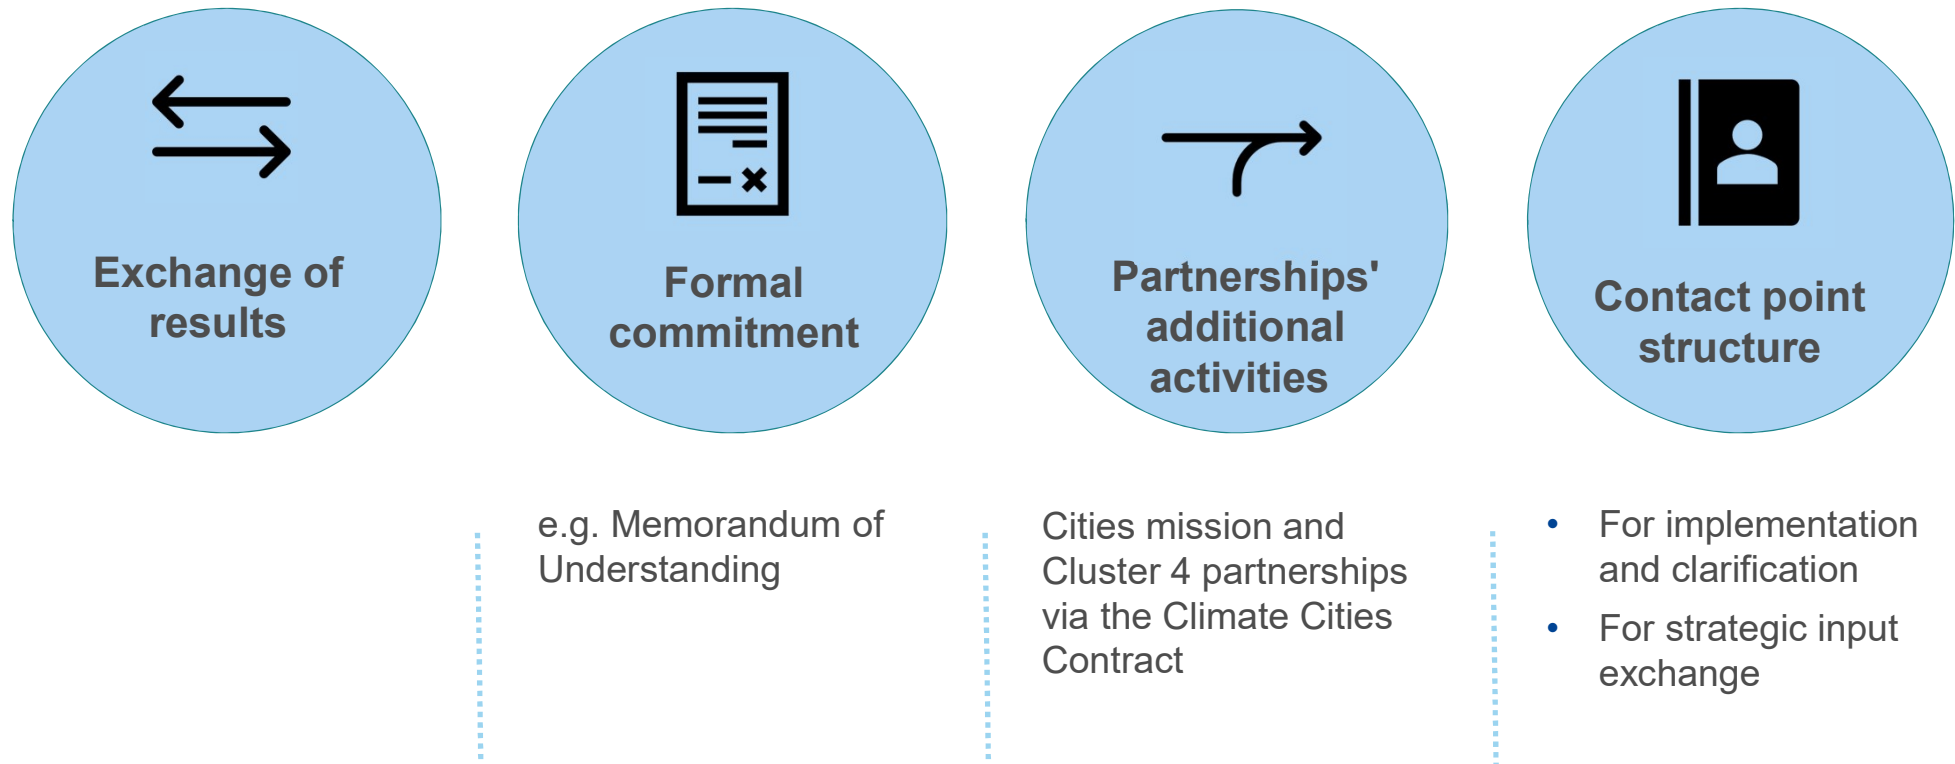 Exchange of
results
Formal
commitment
Partnerships'
additional
activities
Contact point
structure
e.g. Memorandum of
Understanding
Cities mission and
Cluster 4 partnerships
via the Climate Cities
Contract
• For implementation
and clarification
• For strategic input
exchange